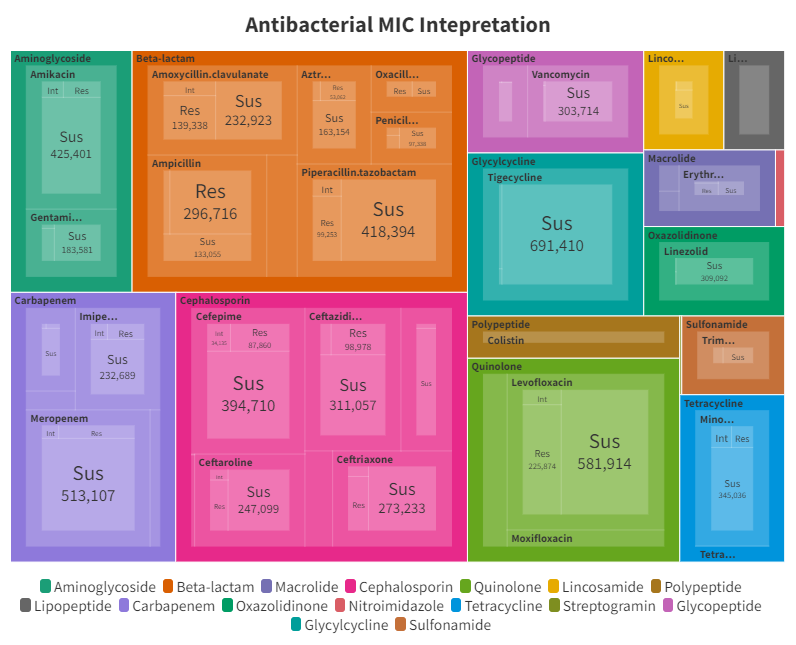 Antibacterial MIC Intepretation
Aminoglycoside
Amikacin
Int Res
Sus
425,401
Gentami...
Sus
183,581
Beta-lactam
Amoxycillin.clavulanate
Int
Res
139,338
Sus
232,923
Aztr...
Res
Sus
163,154
Oxacill...
Res Sus
Penicil...
Sus
97,338
Ampicillin
Res
296,716
Sus
133,055
Piperacillin.tazobactam
Int
Res
99,253
Sus
418,394
Carbapenem
Sus
Imipe...
Int Res
Sus
232,689
Meropenem
Int Res
Sus
513,107
Cephalosporin
Cefepime
Int
Res
87,860
Sus
394,710
Ceftazidi...
Res
98,978
Sus
311,057
Sus
Ceftaroline
Int
Res
Sus
247,099
Ceftriaxone
Res
Sus
273,233
Glycopeptide
Vancomycin
Sus
303,714
Linco...
Sus
Li...
Glycylcycline
Tigecycline
Sus
691,410
Macrolide
Erythr...
Res Sus
Oxazolidinone
Linezolid
Sus
309,092
Polypeptide
Colistin
Sulfonamide
Trim...
Sus
Quinolone
Levofloxacin
Int
Res
225,874
Sus
581,914
Moxifloxacin
Tetracycline
Mino...
Int Res
Sus
345,036
Tetra...
Aminoglycoside Beta-lactam Macrolide Cephalosporin Quinolone Lincosamide Polypeptide
Lipopeptide Carbapenem Oxazolidinone Nitroimidazole Tetracycline Streptogramin Glycopeptide
Glycylcycline Sulfonamide